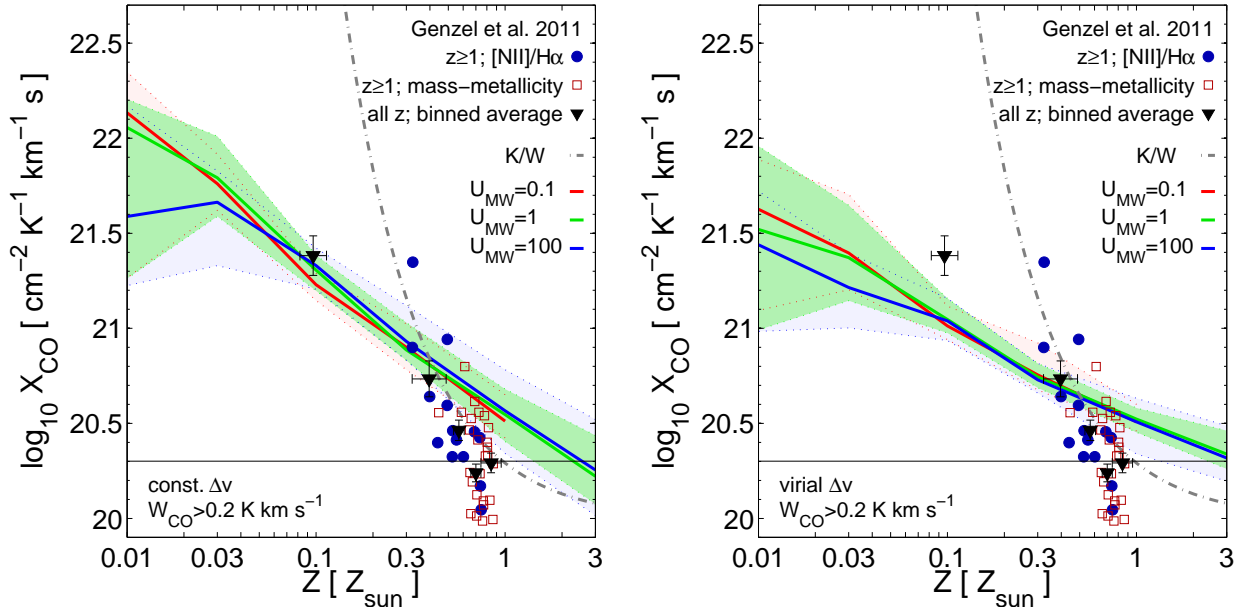 Genzel et al. 2011
z≥1; [NII]/Hα
z≥1; mass−metallicity
all z; binned average
K/W
U_MW=0.1
U_MW=1
U_MW=100
22.5
22
21.5
21
20.5
20
log₁₀ X_CO [ cm⁻² K⁻¹ km⁻¹ s ]
const. Δv
W_CO>0.2 K km s⁻¹
0.01 0.03 0.1 0.3 1 3
Z [ Z_sun ]
Genzel et al. 2011
z≥1; [NII]/Hα
z≥1; mass−metallicity
all z; binned average
K/W
U_MW=0.1
U_MW=1
U_MW=100
22.5
22
21.5
21
20.5
20
log₁₀ X_CO [ cm⁻² K⁻¹ km⁻¹ s ]
virial Δv
W_CO>0.2 K km s⁻¹
0.01 0.03 0.1 0.3 1 3
Z [ Z_sun ]